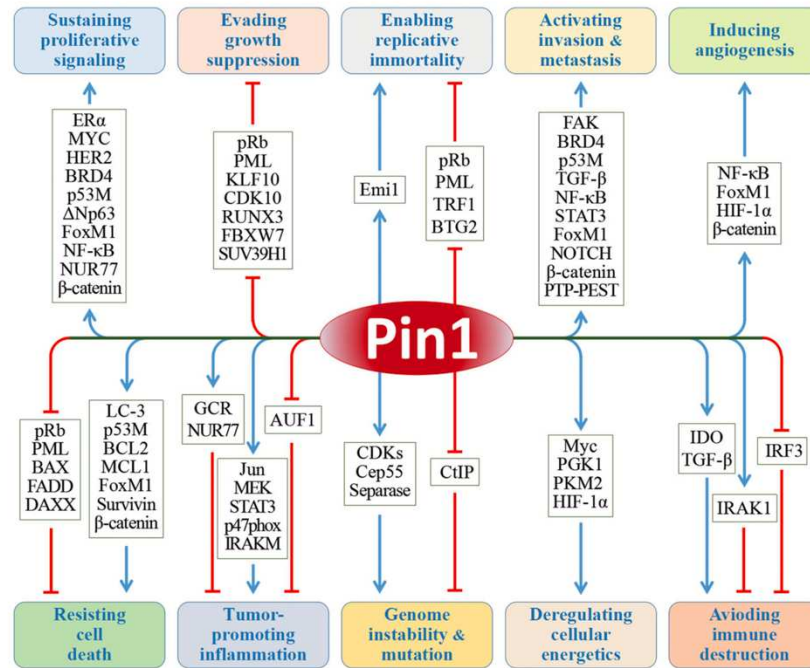 Sustaining
proliferative
signaling
Evading
growth
suppression
Enabling
replicative
immortality
Activating
invasion &
metastasis
Inducing
angiogenesis
ERα
MYC
HER2
BRD4
p53M
ΔNp63
FoxM1
NF-κB
NUR77
β-catenin
pRb
PML
KLF10
CDK10
RUNX3
FBXW7
SUV39H1
Emi1
pRb
PML
TRF1
BTG2
FAK
BRD4
p53M
TGF-β
NF-κB
STAT3
FoxM1
NOTCH
β-catenin
PTP-PEST
NF-κB
FoxM1
HIF-1α
β-catenin
Pin1
pRb
PML
BAX
FADD
DAXX
LC-3
p53M
BCL2
MCL1
FoxM1
Survivin
β-catenin
GCR
NUR77
Jun
MEK
STAT3
p47phox
IRAKM
AUF1
CDKs
Cep55
Separase
CtIP
Myc
PGK1
PKM2
HIF-1α
IDO
TGF-β
IRAK1
IRF3
Resisting
cell
death
Tumor-
promoting
inflammation
Genome
instability &
mutation
Deregulating
cellular
energetics
Avioding
immune
destruction